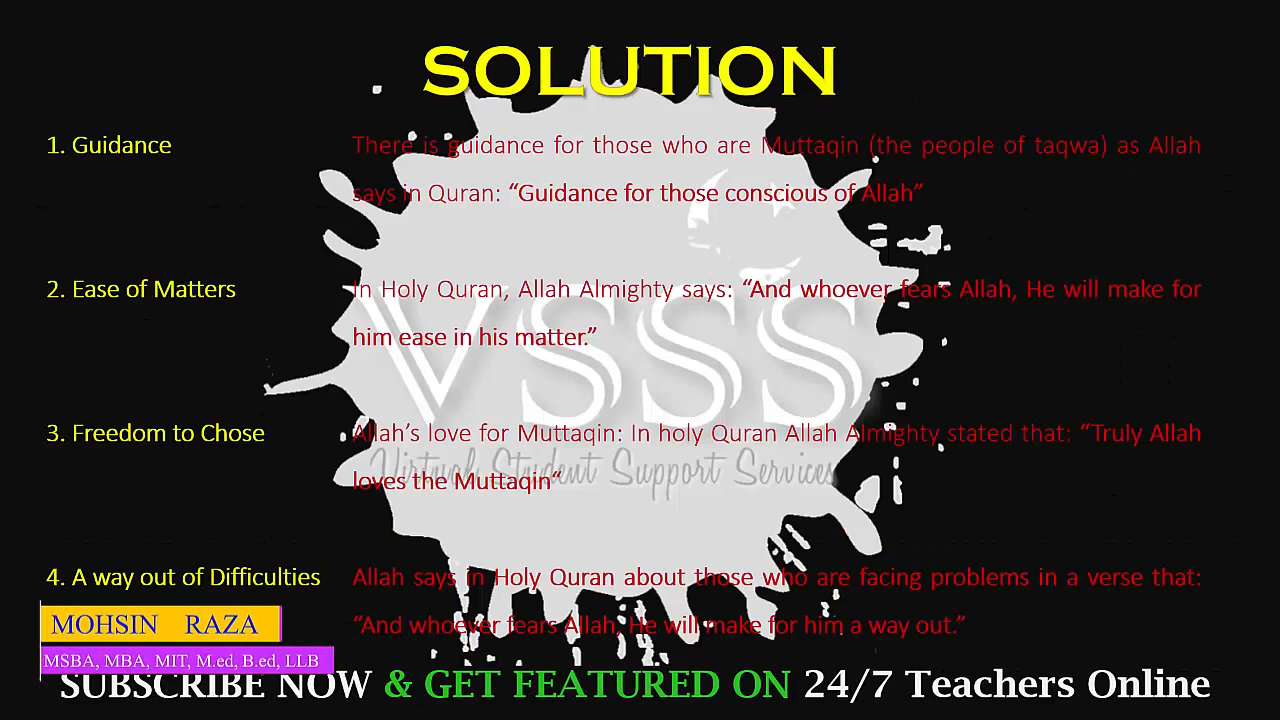 SOLUTION
1. Guidance
There is guidance for those who are Muttaqin (the people of taqwa) as Allah
says in Quran: “Guidance for those conscious of Allah”
2. Ease of Matters
In Holy Quran, Allah Almighty says: “And whoever fears Allah, He will make for
him ease in his matter.”
VSSS
3. Freedom to Chose
Allah’s love for Muttaqin: In holy Quran Allah Almighty stated that: “Truly Allah
loves the Muttaqin“
Virtual Student Support Services
4. A way out of Difficulties
Allah says in Holy Quran about those who are facing problems in a verse that:
“And whoever fears Allah, He will make for him a way out.”
MOHSIN RAZA
MSBA, MBA, MIT, M.ed, B.ed, LLB
SUBSCRIBE NOW & GET FEATURED ON 24/7 Teachers Online